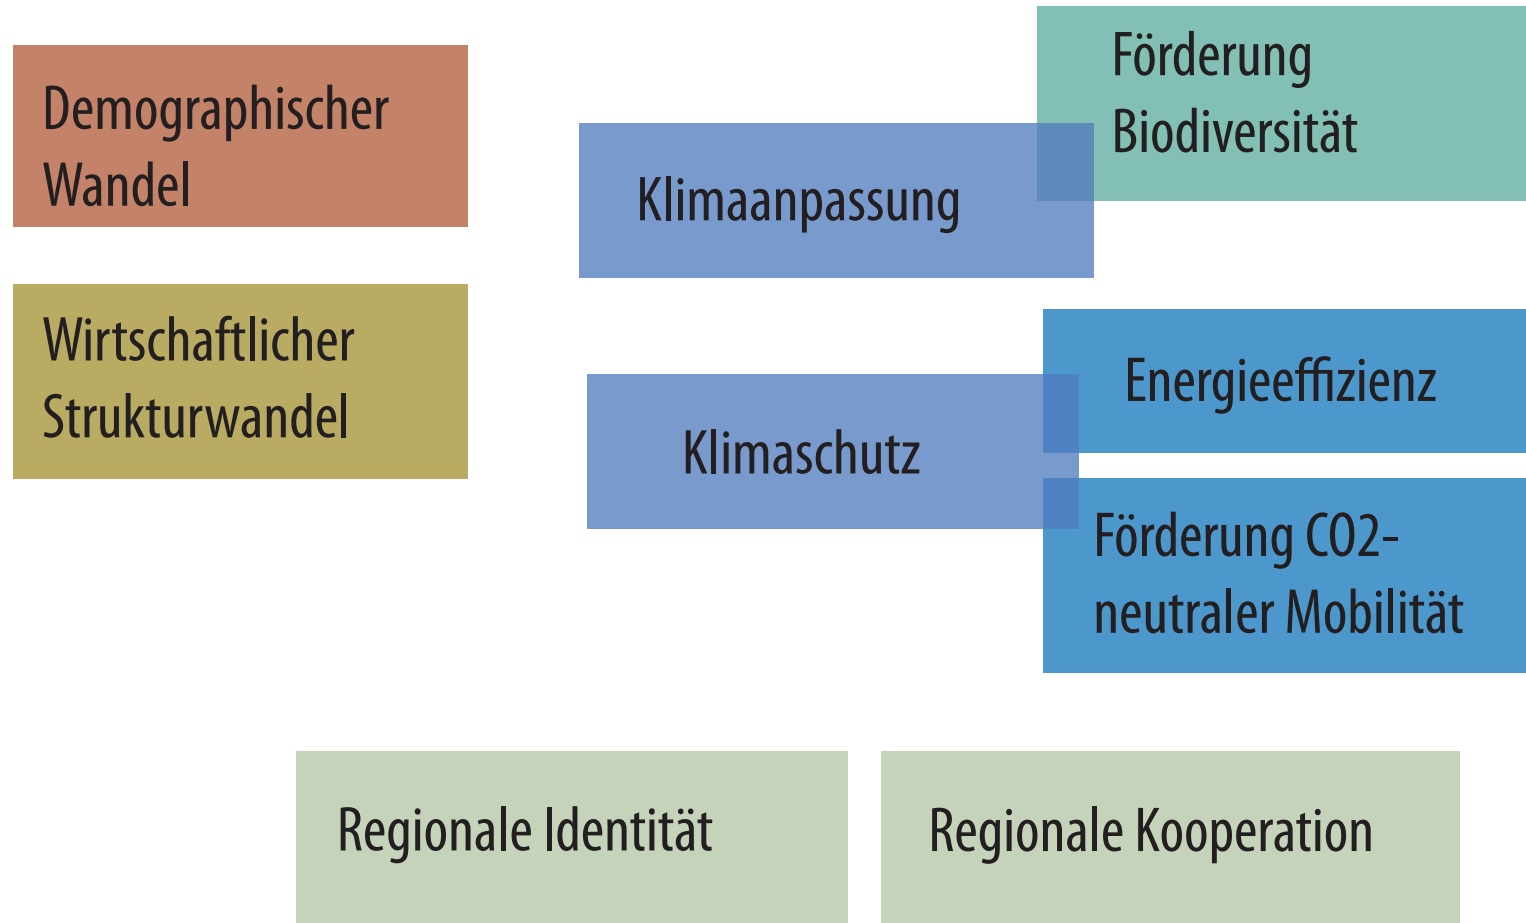 Demographischer
Wandel
Wirtschaftlicher
Strukturwandel
Klimaanpassung
Klimaschutz
Förderung
Biodiversität
Energieeffizienz
Förderung CO2-
neutraler Mobilität
Regionale Identität
Regionale Kooperation